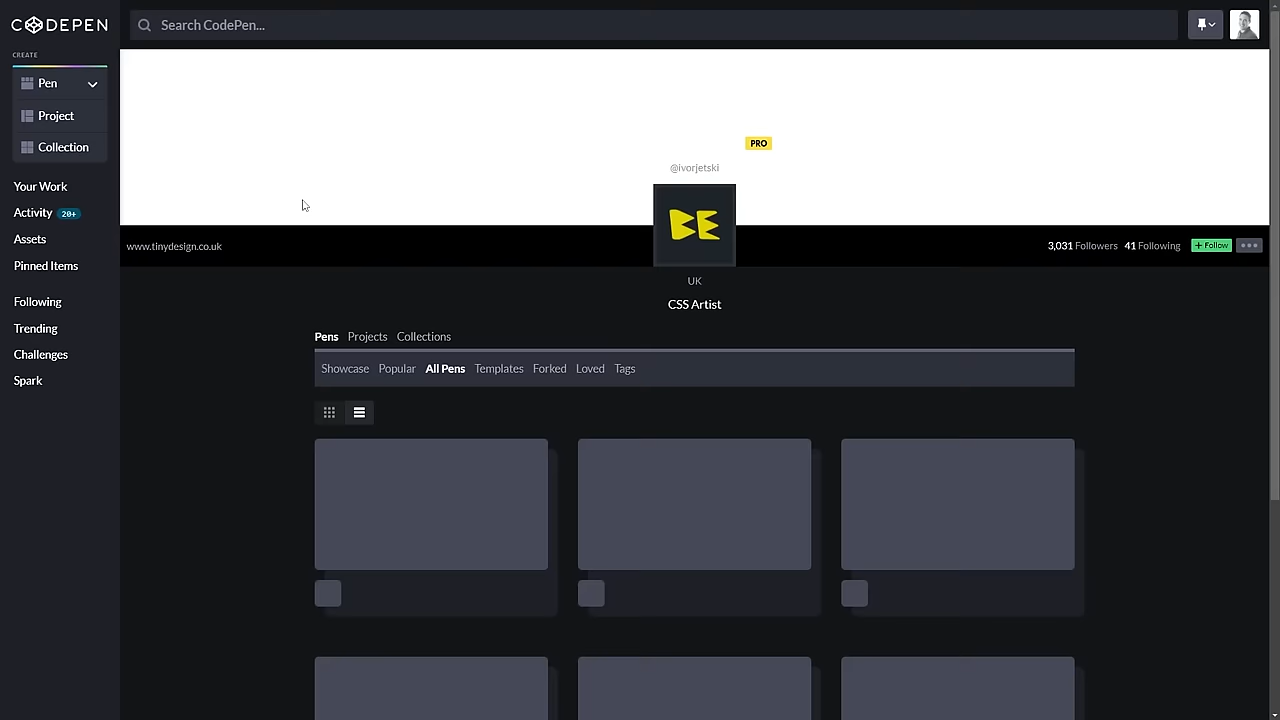 CODEPEN
Search CodePen...
CREATE
Pen
Project
Collection
Your Work
Activity 20+
Assets
Pinned Items
Following
Trending
Challenges
Spark
PRO
@ivorjetski
www.tinydesign.co.uk
3,031 Followers 41 Following + Follow
UK
CSS Artist
Pens Projects Collections
Showcase Popular All Pens Templates Forked Loved Tags